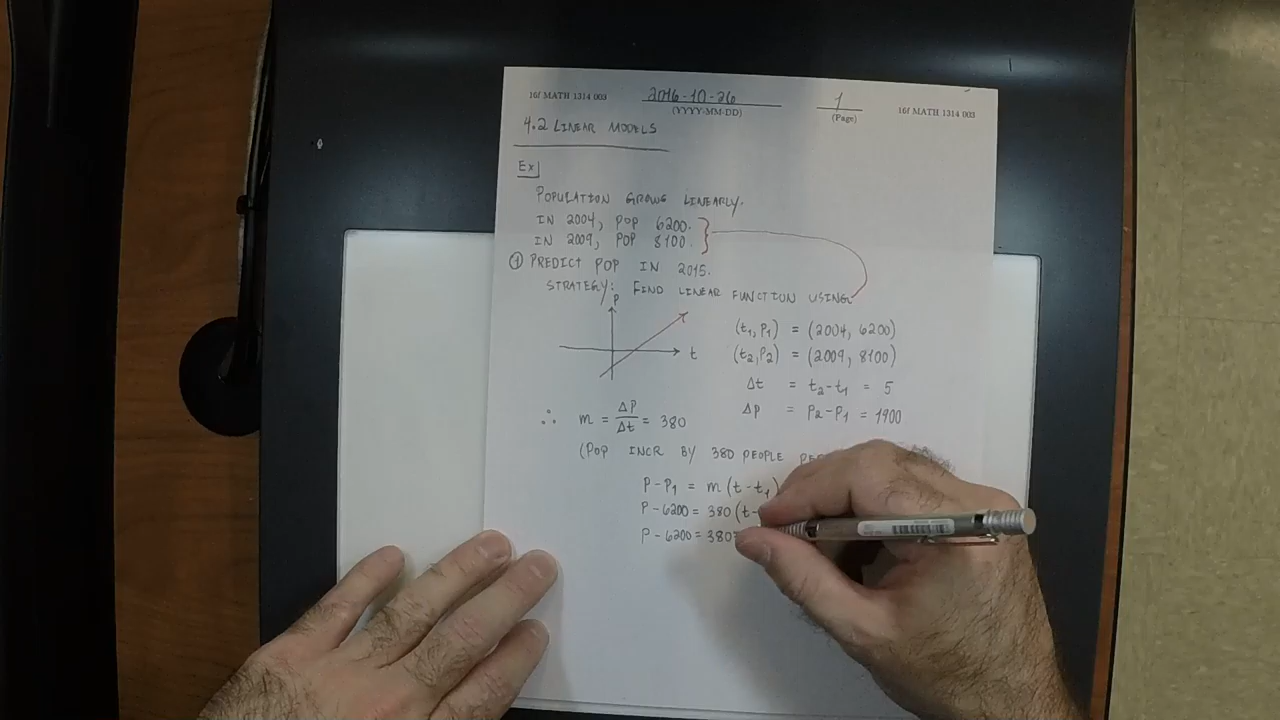 16f MATH 1314 003 2016-10-26 1 16f MATH 1314 003
(YYYY-MM-DD) (Page)
4.2 LINEAR MODELS
Ex
POPULATION GROWS LINEARLY.
IN 2004, POP 6200.
IN 2009, POP 8100.
① PREDICT POP IN 2015.
STRATEGY: FIND LINEAR FUNCTION USING
P
t
(t₁, P₁) = (2004, 6200)
(t₂, P₂) = (2009, 8100)
Δt = t₂-t₁ = 5
Δp = P₂-P₁ = 1900
∴ m = ΔP/Δt = 380
(POP INCR BY 380 PEOPLE
P-P₁ = m(t-t₁)
P-6200 = 380(t-
P-6200 = 380